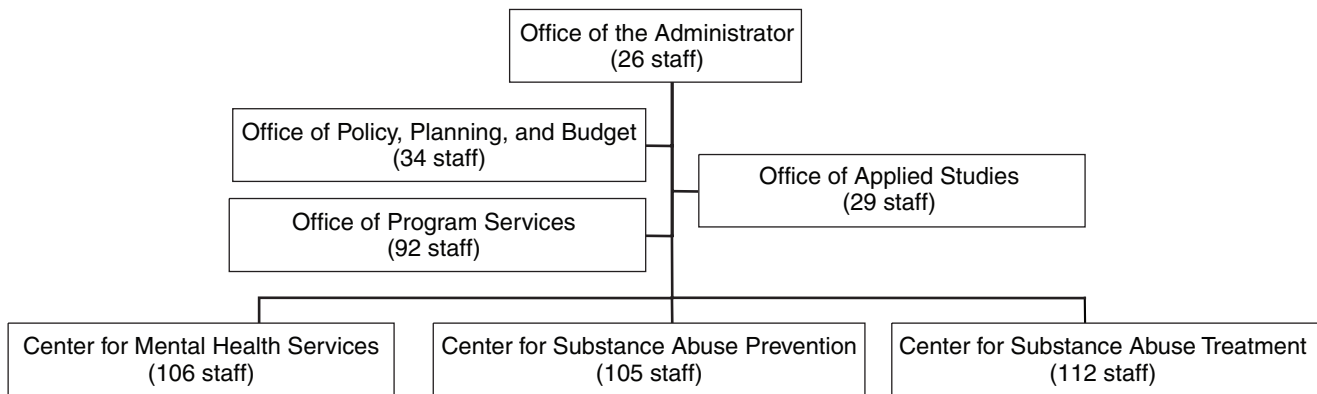 Office of the Administrator
(26 staff)
Office of Policy, Planning, and Budget
(34 staff)
Office of Applied Studies
(29 staff)
Office of Program Services
(92 staff)
Center for Mental Health Services
(106 staff)
Center for Substance Abuse Prevention
(105 staff)
Center for Substance Abuse Treatment
(112 staff)